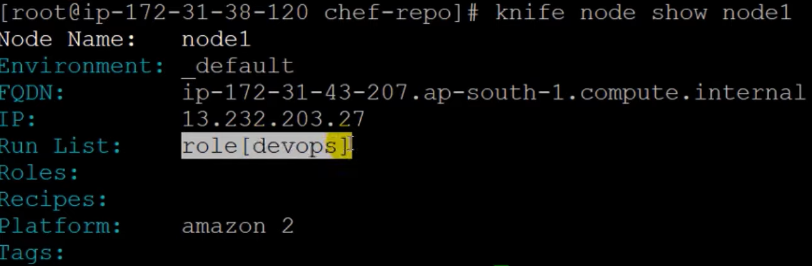 [root@ip-172-31-38-120 chef-repo]# knife node show node1
Node Name:   node1
Environment: _default
FQDN:        ip-172-31-43-207.ap-south-1.compute.internal
IP:          13.232.203.27
Run List:    role[devops]
Roles:
Recipes:
Platform:    amazon 2
Tags: